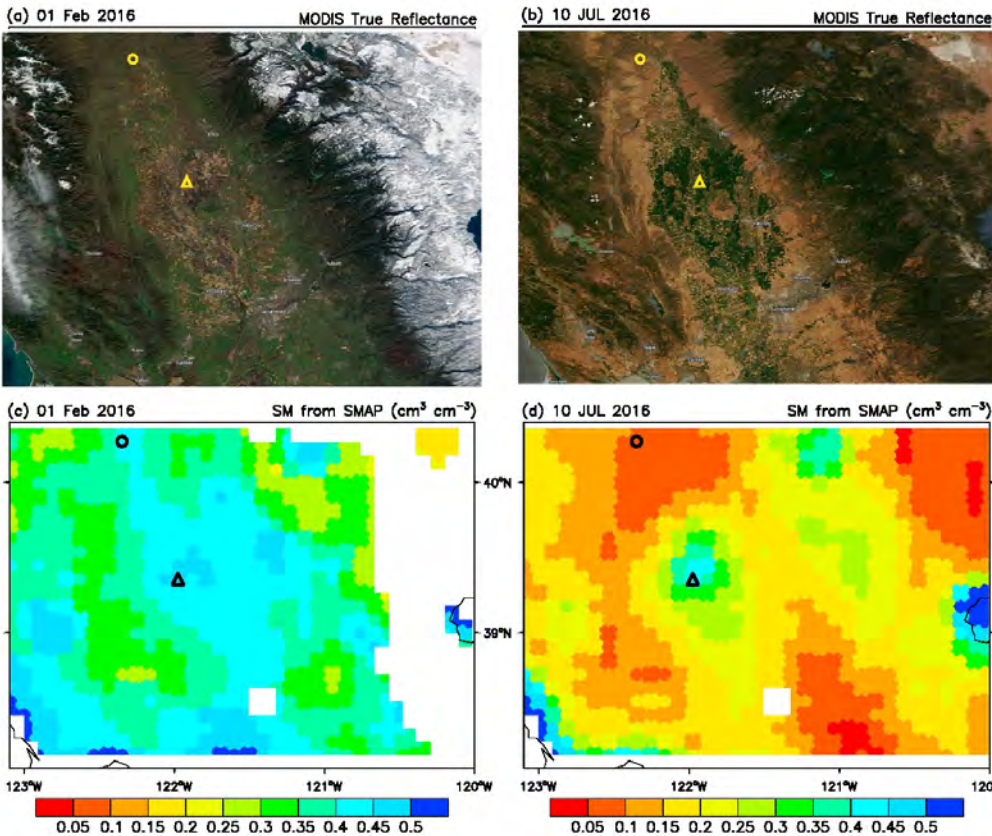 (a) 01 Feb 2016 MODIS True Reflectance
(b) 10 JUL 2016 MODIS True Reflectance
(c) 01 Feb 2016 SM from SMAP (cm³ cm⁻³)
(d) 10 JUL 2016 SM from SMAP (cm³ cm⁻³)
40°N
39°N
123°W 122°W 121°W 120°W
123°W 122°W 121°W 120°W
0.05 0.1 0.15 0.2 0.25 0.3 0.35 0.4 0.45 0.5
0.05 0.1 0.15 0.2 0.25 0.3 0.35 0.4 0.45 0.5